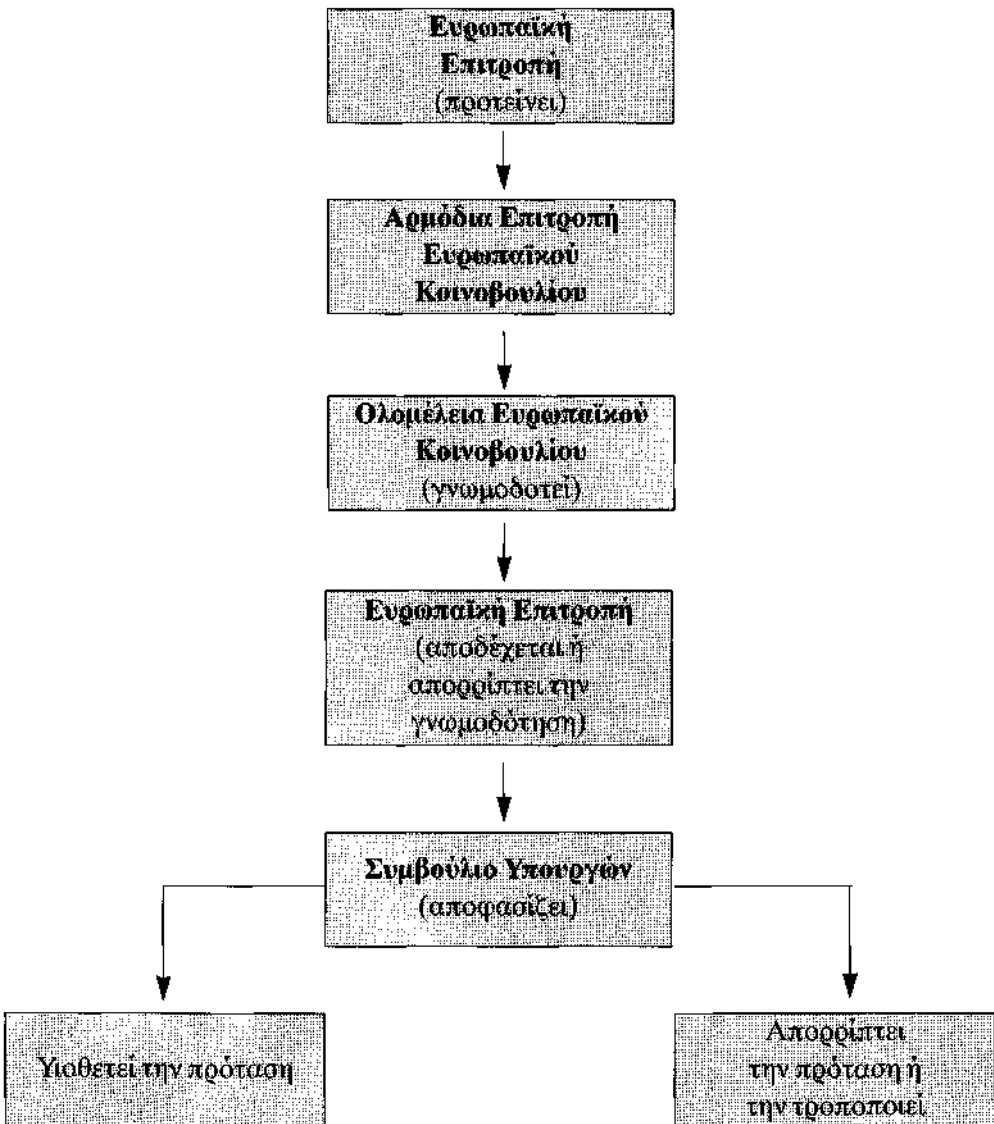 Ευρωπαϊκή
Επιτροπή
(προτείνει)
Αρμόδια Επιτροπή
Ευρωπαϊκού
Κοινοβουλίου
Ολομέλεια Ευρωπαϊκού
Κοινοβουλίου
(γνωμοδοτεί)
Ευρωπαϊκή Επιτροπή
(αποδέχεται ή
απορρίπτει την
γνωμοδότηση)
Συμβούλιο Υπουργών
(αποφασίζει)
Υιοθετεί την πρόταση
Απορρίπτει
την πρόταση ή
την τροποποιεί